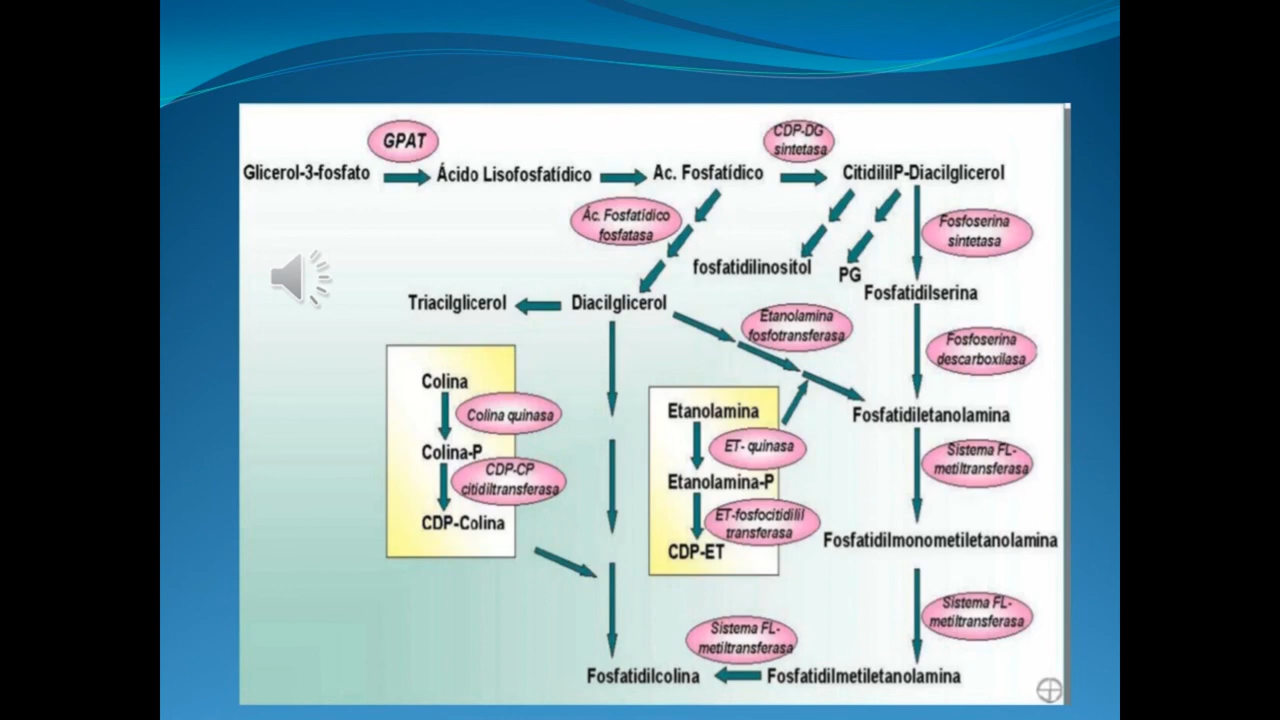 GPAT
CDP-DG
sintetasa
Glicerol-3-fosfato
Ácido Lisofosfatídico
Ac. Fosfatídico
CitidililP-Diacilglicerol
Ác. Fosfatídico
fosfatasa
Fosfoserina
sintetasa
fosfatidilinositol
PG
Fosfatidilserina
Triacilglicerol
Diacilglicerol
Etanolamina
fosfotransferasa
Fosfoserina
descarboxilasa
Colina
Colina quinasa
Etanolamina
Fosfatidiletanolamina
Colina-P
ET- quinasa
Sistema FL-
metiltransferasa
CDP-CP
citidiltransferasa
Etanolamina-P
CDP-Colina
ET-fosfocitidilil
transferasa
CDP-ET
Fosfatidilmonometiletanolamina
Sistema FL-
metiltransferasa
Sistema FL-
metiltransferasa
Fosfatidilcolina
Fosfatidilmetiletanolamina